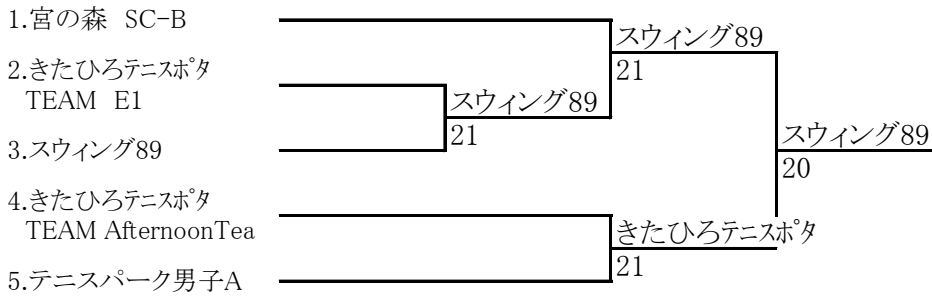 1.宮の森 SC-B
スウィング89
21
2.きたひろテニスポタ
TEAM E1
スウィング89
21
3.スウィング89
スウィング89
20
4.きたひろテニスポタ
TEAM AfternoonTea
きたひろテニスポタ
21
5.テニスパーク男子A